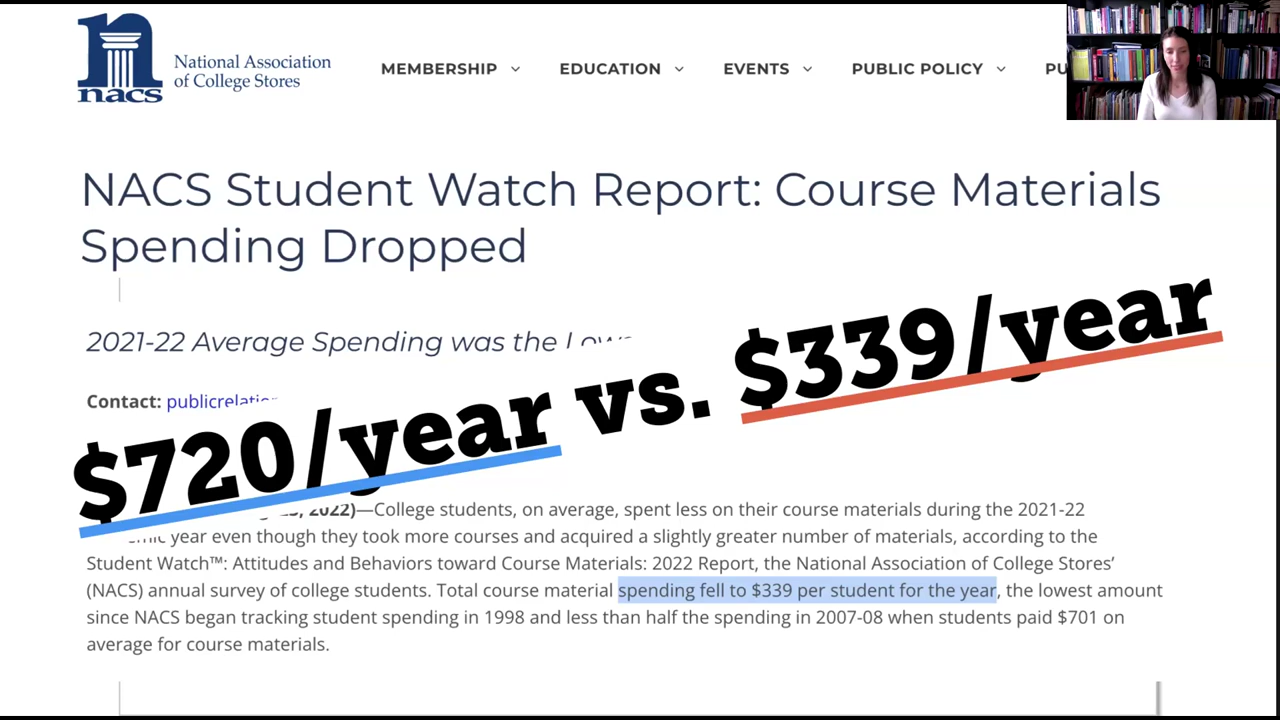 nacs
National Association
of College Stores
MEMBERSHIP EDUCATION EVENTS PUBLIC POLICY PU
NACS Student Watch Report: Course Materials
Spending Dropped
2021-22 Average Spending was the
Contact:
$720/year vs. $339/year
2022)—College students, on average, spent less on their course materials during the 2021-22
year even though they took more courses and acquired a slightly greater number of materials, according to the
Student Watch™: Attitudes and Behaviors toward Course Materials: 2022 Report, the National Association of College Stores’
(NACS) annual survey of college students. Total course material spending fell to $339 per student for the year, the lowest amount
since NACS began tracking student spending in 1998 and less than half the spending in 2007-08 when students paid $701 on
average for course materials.